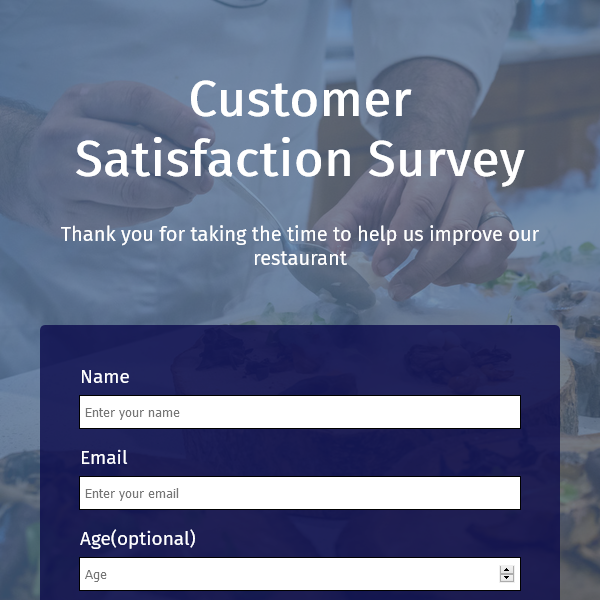 Customer
Satisfaction Survey
Thank you for taking the time to help us improve our
restaurant
Name
Enter your name
Email
Enter your email
Age(optional)
Age